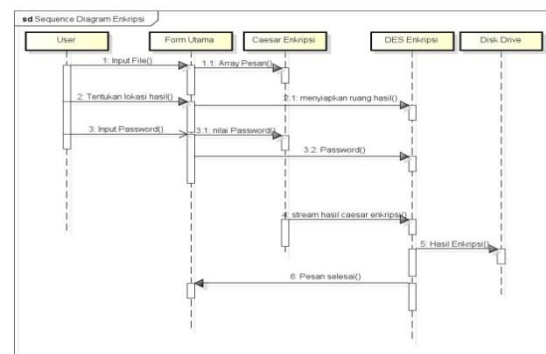 sd Sequence Diagram Enkripsi
User
Form Utama
Caesar Enkripsi
DES Enkripsi
Disk Drive
1: Input File()
1.1: Array Pesan()
2: Tentukan lokasi hasil()
2.1: menyiapkan ruang hasil()
3: Input Password()
3.1: nilai Password()
3.2: Password()
4: stream hasil caesar enkripsi()
5: Hasil Enkripsi()
6: Pesan selesai()